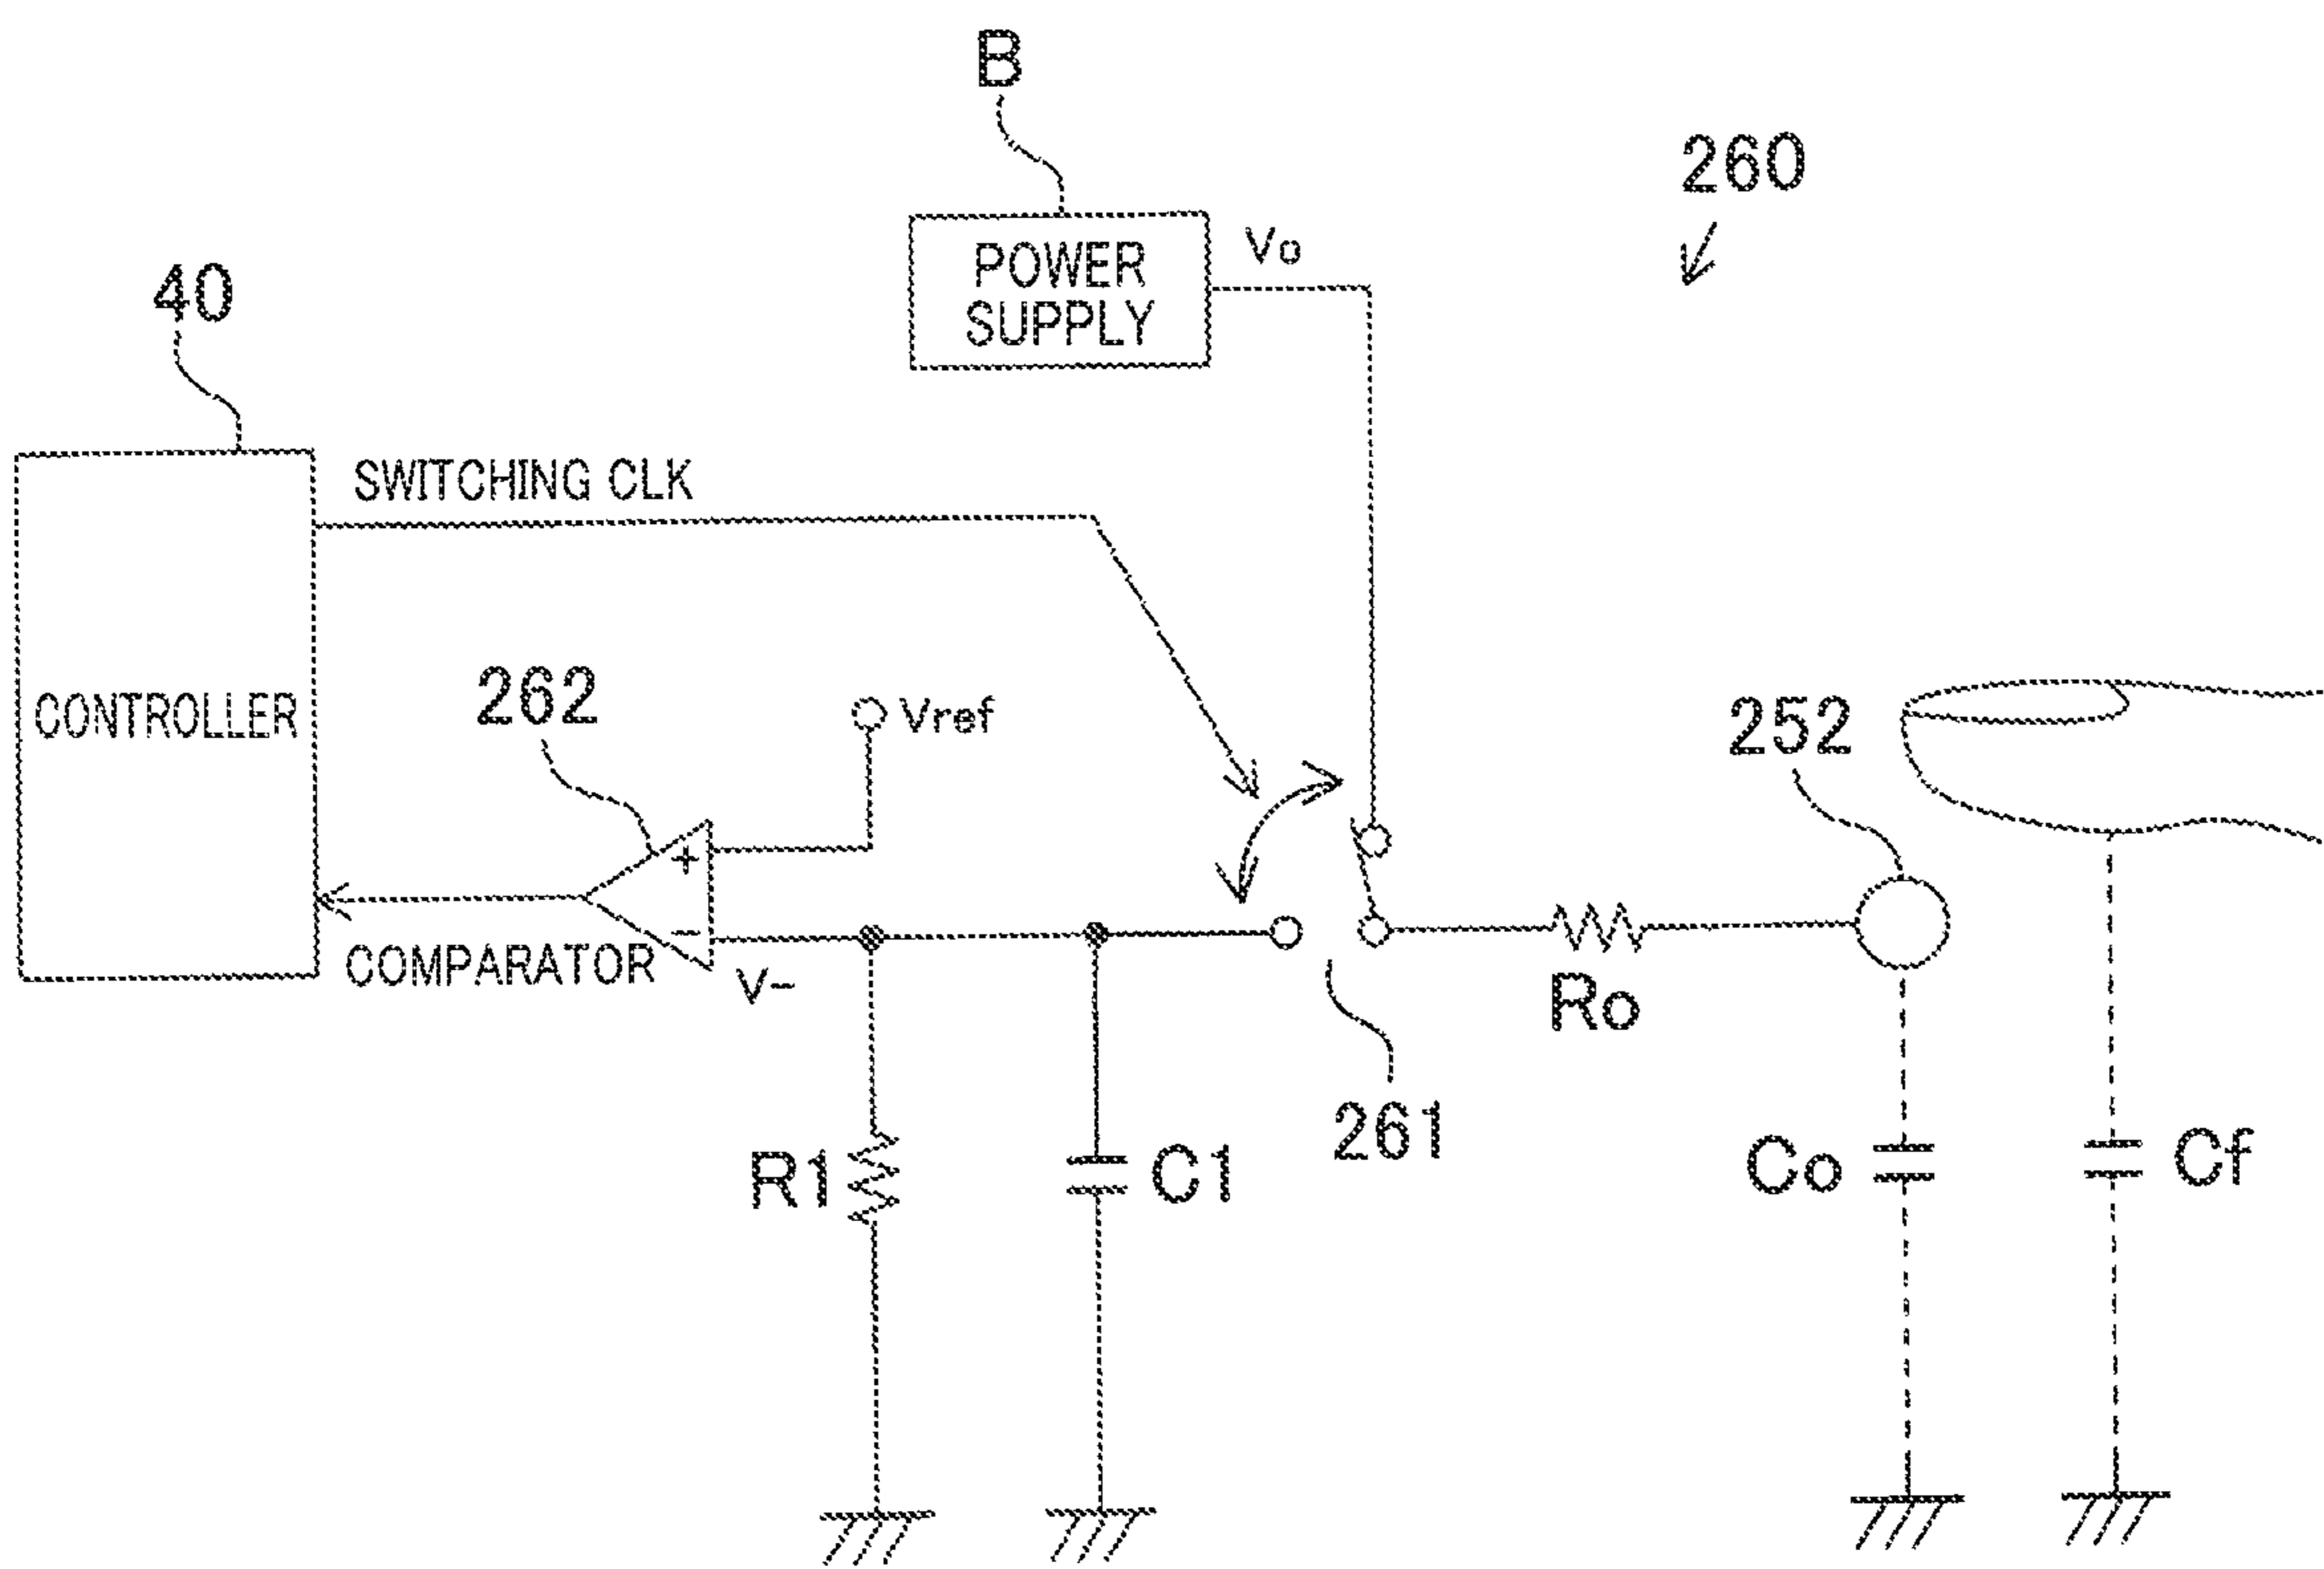 B
260
POWER
SUPPLY
Vo
40
SWITCHING CLK
CONTROLLER
262
Vref
252
+
−
COMPARATOR
V−
Ro
261
R1
C1
Co
Cf